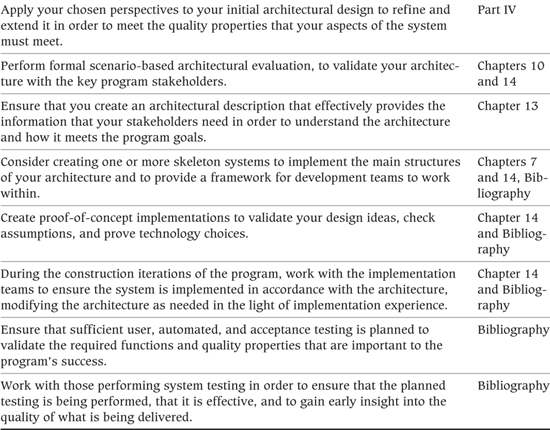 Apply your chosen perspectives to your initial architectural design to refine and
extend it in order to meet the quality properties that your aspects of the system
must meet.
Part IV
Perform formal scenario-based architectural evaluation, to validate your architec-
ture with the key program stakeholders.
Chapters 10
and 14
Ensure that you create an architectural description that effectively provides the
information that your stakeholders need in order to understand the architecture
and how it meets the program goals.
Chapter 13
Consider creating one or more skeleton systems to implement the main structures
of your architecture and to provide a framework for development teams to work
within.
Chapters 7
and 14, Bib-
liography
Create proof-of-concept implementations to validate your design ideas, check
assumptions, and prove technology choices.
Chapter 14
and Bibliog-
raphy
During the construction iterations of the program, work with the implementation
teams to ensure the system is implemented in accordance with the architecture,
modifying the architecture as needed in the light of implementation experience.
Chapter 14
and Bibliog-
raphy
Ensure that sufficient user, automated, and acceptance testing is planned to
validate the required functions and quality properties that are important to the
program's success.
Bibliography
Work with those performing system testing in order to ensure that the planned
testing is being performed, that it is effective, and to gain early insight into the
quality of what is being delivered.
Bibliography